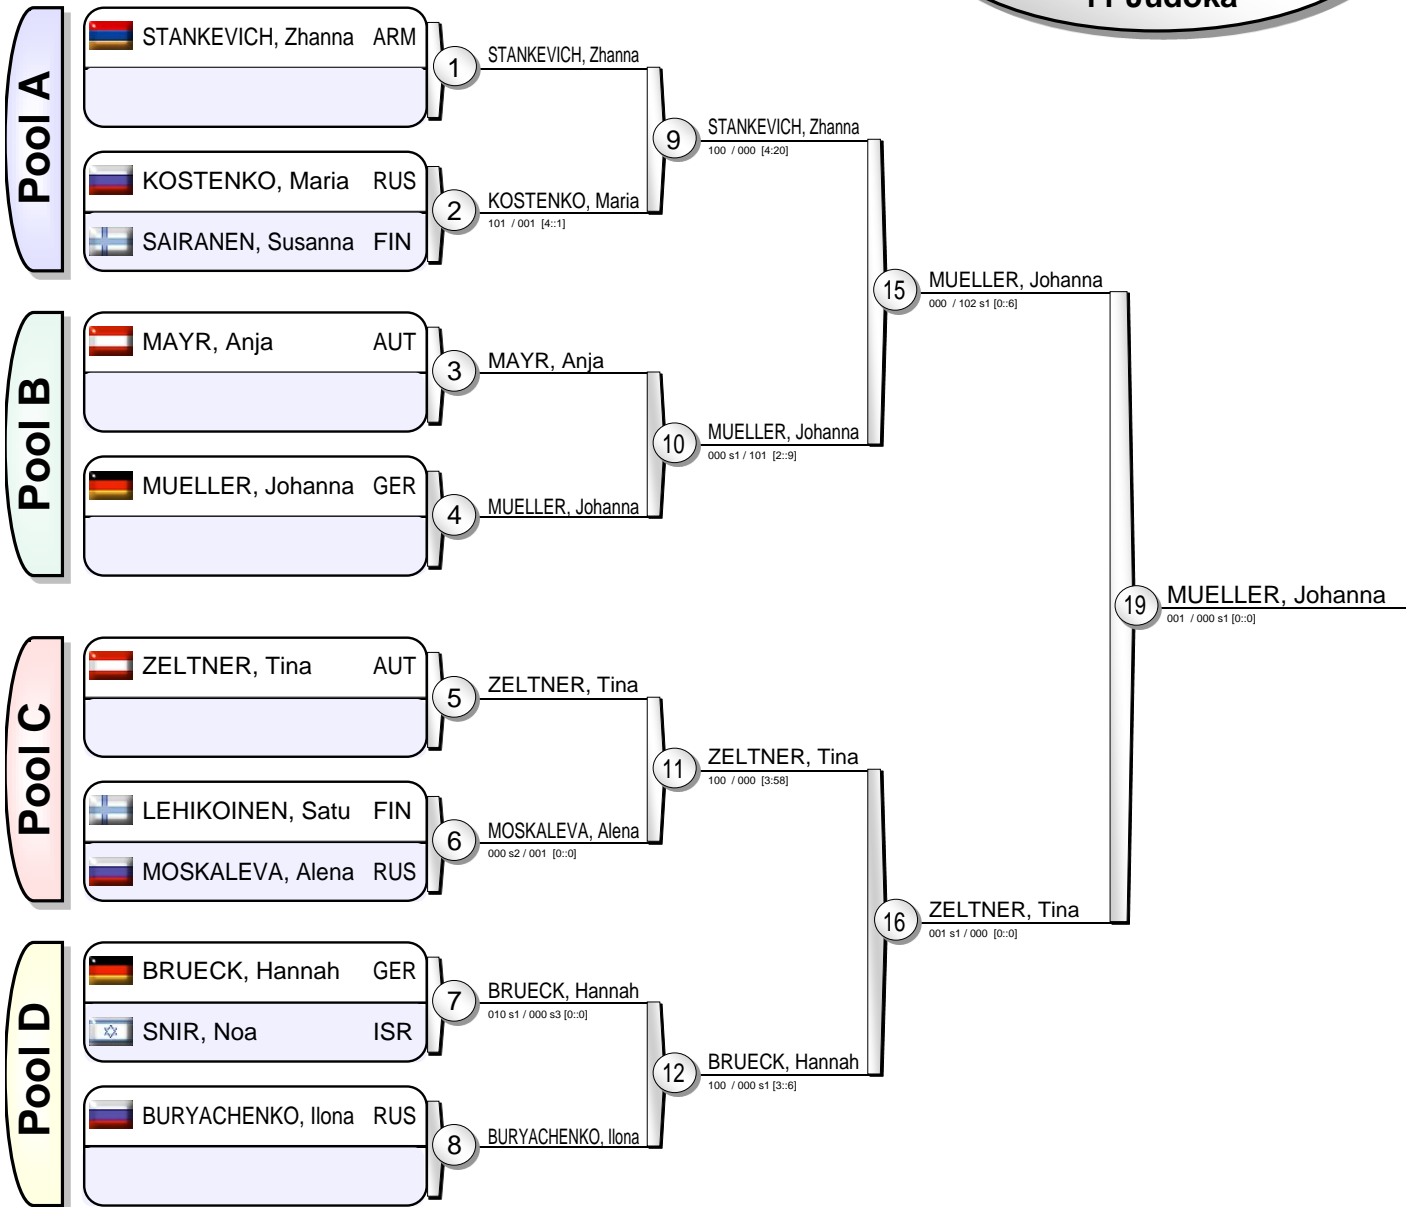 11 Judoka
Pool A
STANKEVICH, Zhanna ARM
1
STANKEVICH, Zhanna
KOSTENKO, Maria RUS
SAIRANEN, Susanna FIN
2
KOSTENKO, Maria
101 / 001 [4::1]
9
STANKEVICH, Zhanna
100 / 000 [4:20]
Pool B
MAYR, Anja AUT
3
MAYR, Anja
MUELLER, Johanna GER
4
MUELLER, Johanna
10
MUELLER, Johanna
000 s1 / 101 [2::9]
15
MUELLER, Johanna
000 / 102 s1 [0::6]
Pool C
ZELTNER, Tina AUT
5
ZELTNER, Tina
LEHIKOINEN, Satu FIN
MOSKALEVA, Alena RUS
6
MOSKALEVA, Alena
000 s2 / 001 [0::0]
11
ZELTNER, Tina
100 / 000 [3:58]
Pool D
BRUECK, Hannah GER
SNIR, Noa ISR
7
BRUECK, Hannah
010 s1 / 000 s3 [0::0]
BURYACHENKO, Ilona RUS
8
BURYACHENKO, Ilona
12
BRUECK, Hannah
100 / 000 s1 [3::6]
16
ZELTNER, Tina
001 s1 / 000 [0::0]
19
MUELLER, Johanna
001 / 000 s1 [0::0]